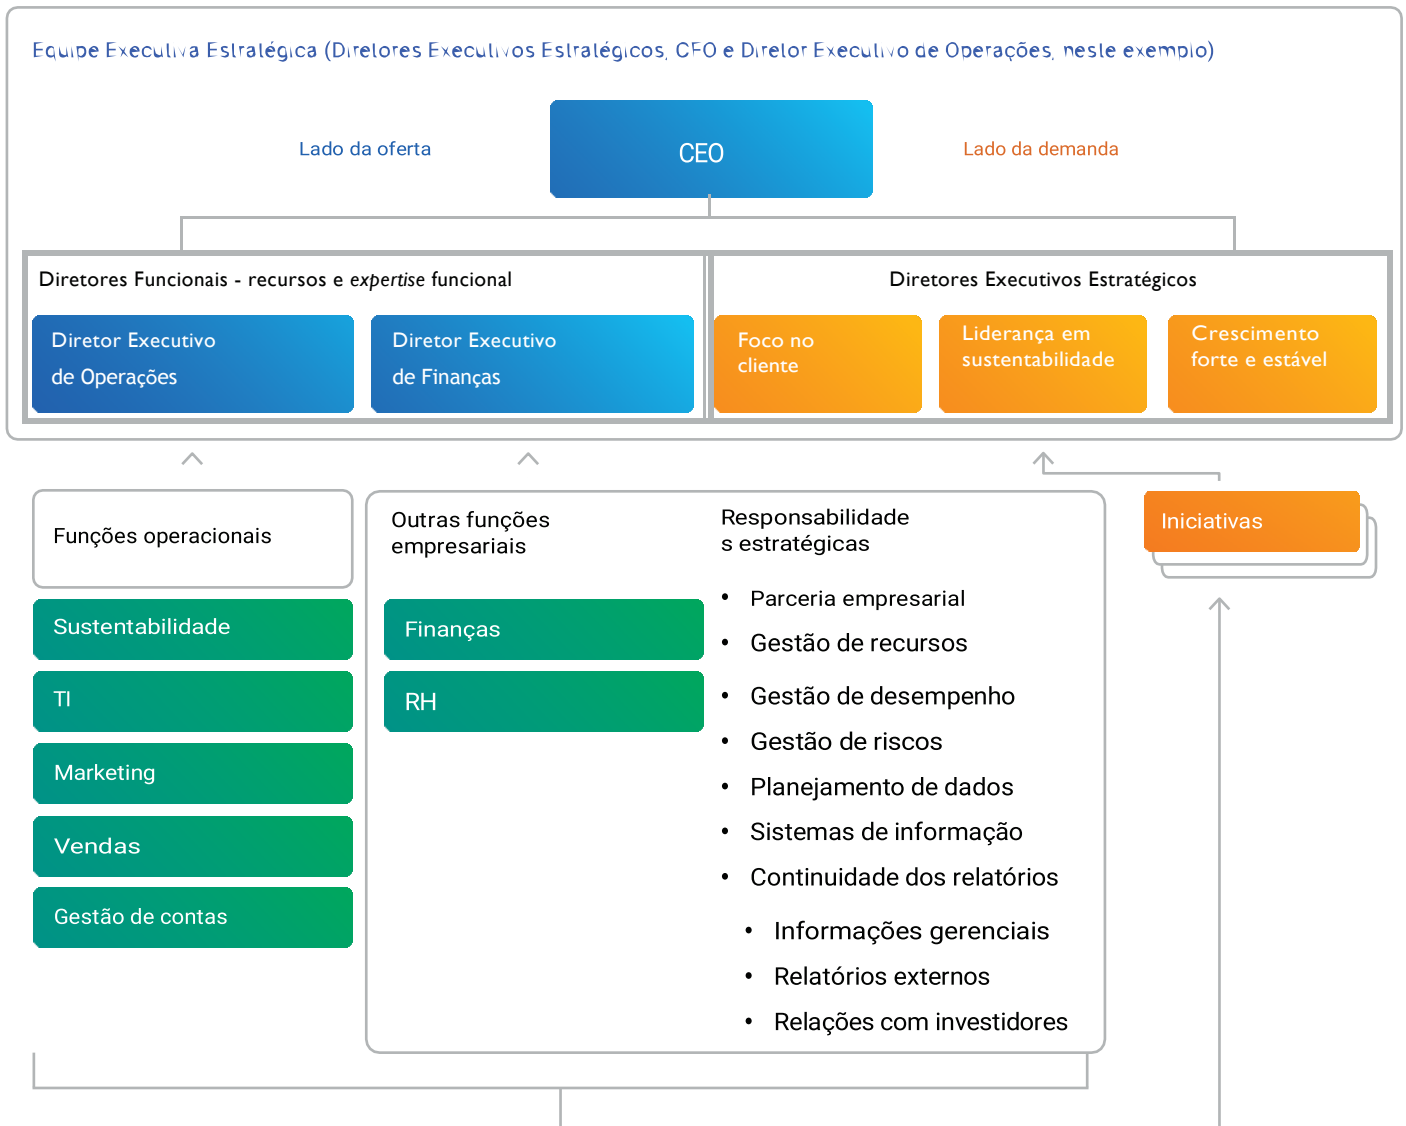 Equipe Executiva Estratégica (Diretores Executivos Estratégicos, CFO e Diretor Executivo de Operações, neste exemplo)
Lado da oferta
CEO
Lado da demanda
Diretores Funcionais - recursos e expertise funcional
Diretores Executivos Estratégicos
Diretor Executivo
de Operações
Diretor Executivo
de Finanças
Foco no
cliente
Liderança em
sustentabilidade
Crescimento
forte e estável
Funções operacionais
Sustentabilidade
TI
Marketing
Vendas
Gestão de contas
Outras funções
empresariais
Finanças
RH
Responsabilidade
s estratégicas
• Parceria empresarial
• Gestão de recursos
• Gestão de desempenho
• Gestão de riscos
• Planejamento de dados
• Sistemas de informação
• Continuidade dos relatórios
• Informações gerenciais
• Relatórios externos
• Relações com investidores
Iniciativas